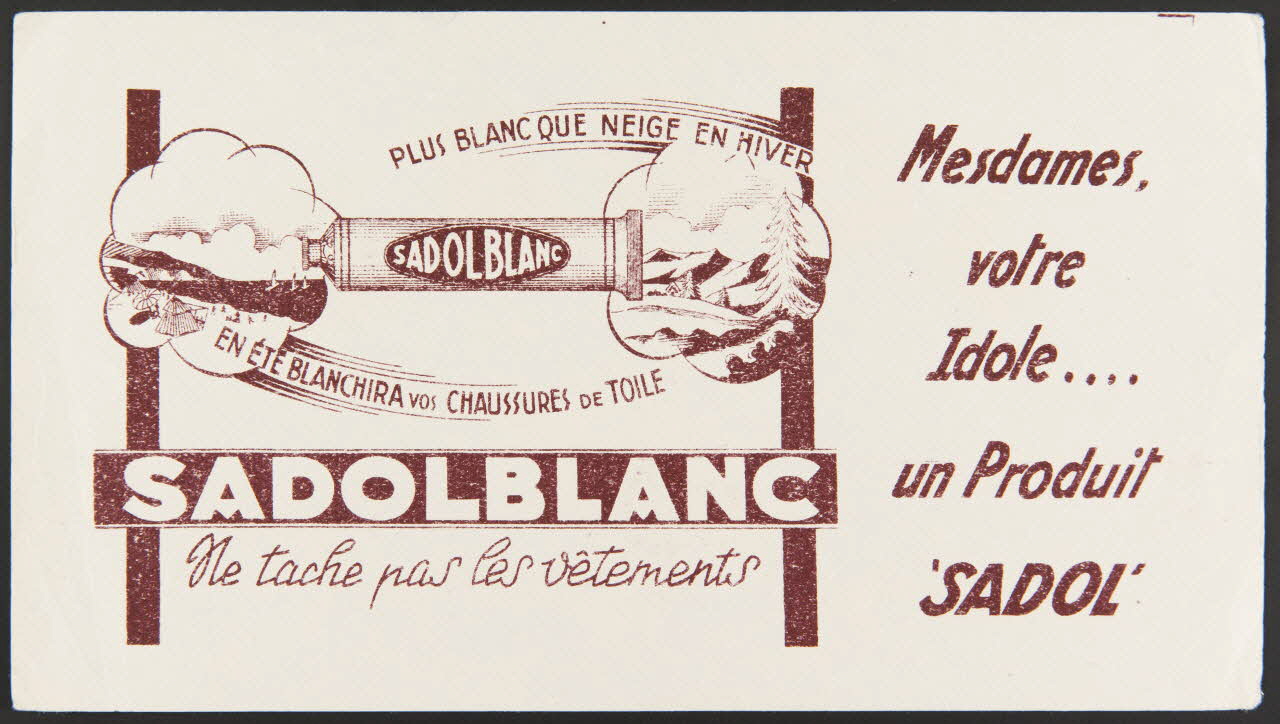 PLUS BLANC QUE NEIGE EN HIVER
SADOLBLANC
EN ÉTÉ BLANCHIRA VOS CHAUSSURES DE TOILE
SADOLBLANC
Ne tache pas les vêtements
Mesdames,
votre
Idole....
un Produit
'SADOL'